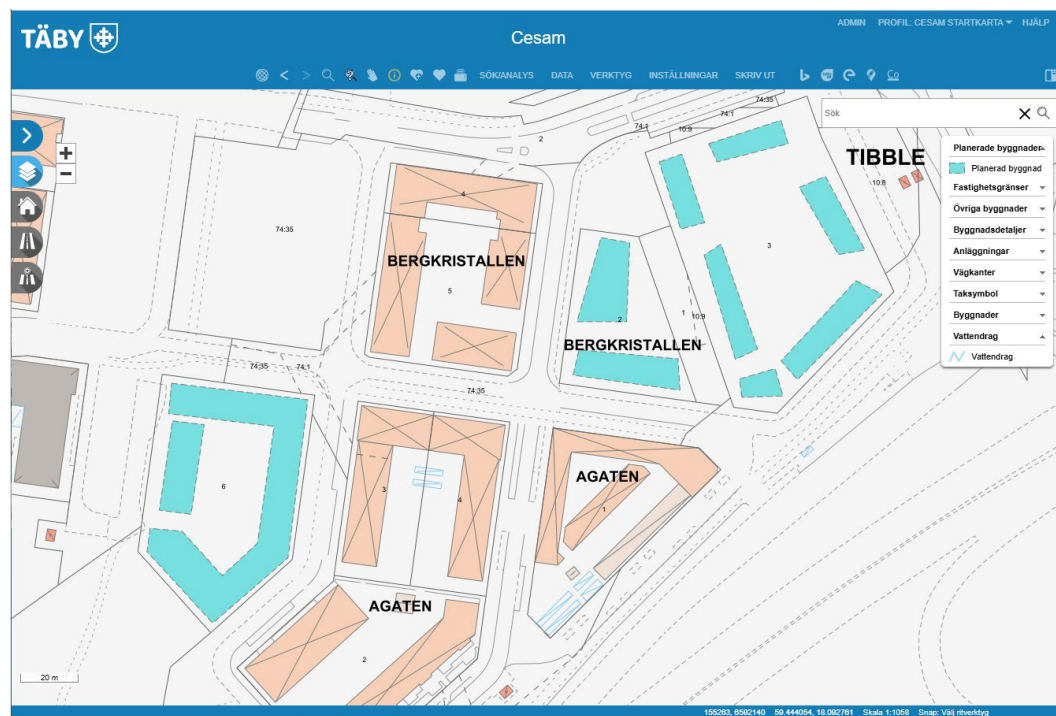 ADMIN PROFIL: CESAM STARTKARTA HJÄLP
TÄBY
Cesam
SÖK/ANALYS DATA VERKTYG INSTÄLLNINGAR SKRIV UT
Sök
74:35
74:1
74:1
10:9
2
TIBBLE
10:8
Planerade byggnader
Planerad byggnad
Fastighetsgränser
Övriga byggnader
Byggnadsdetaljer
Anläggningar
Vägkanter
Taksymbol
Byggnader
Vattendrag
Vattendrag
4
74:35
3
BERGKRISTALLEN
5
2
1
10:9
BERGKRISTALLEN
74:35
74:1
74:35
AGATEN
6
3
4
1
AGATEN
2
20 m
155263, 6592140 59.444054, 18.092761 Skala 1:1058 Snap: Välj ritverktyg